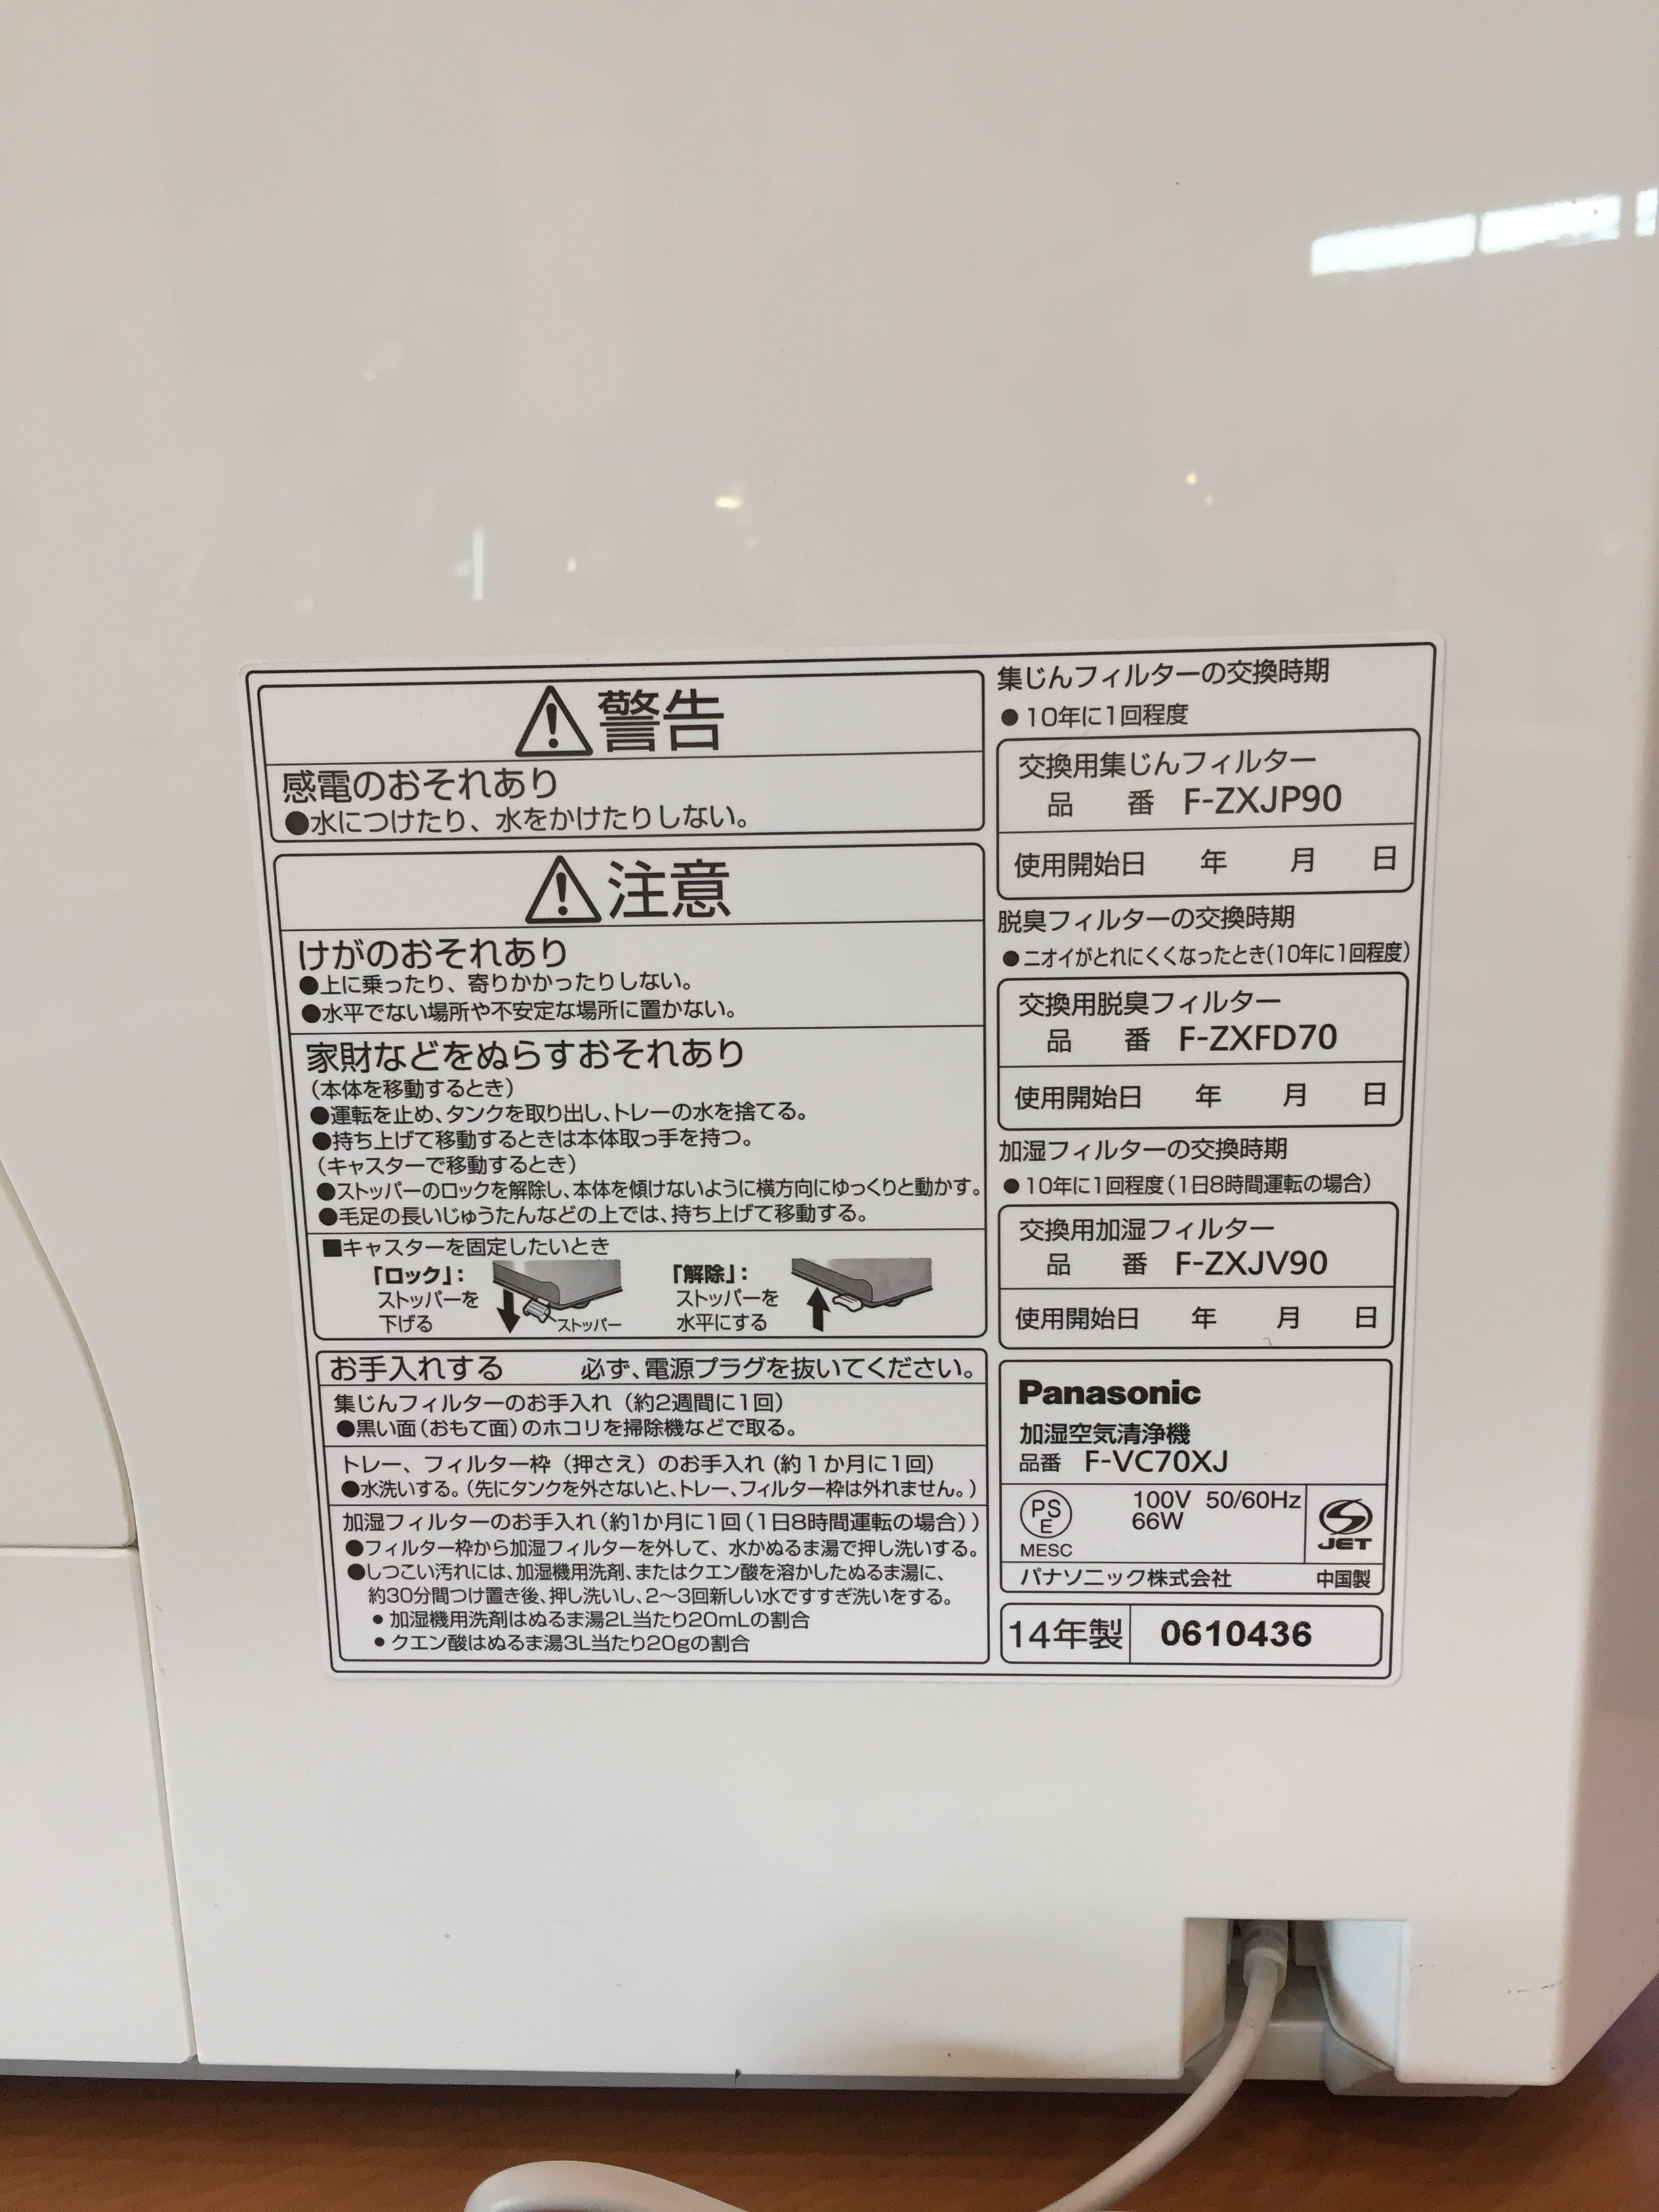 警告
感電のおそれあり
●水につけたり、水をかけたりしない。
注意
けがのおそれあり
●上に乗ったり、寄りかかったりしない。
●水平でない場所や不安定な場所に置かない。
家財などをぬらすおそれあり
(本体を移動するとき)
●運転を止め、タンクを取り出し、トレーの水を捨てる。
●持ち上げて移動するときは本体取っ手を持つ。
(キャスターで移動するとき)
●ストッパーのロックを解除し、本体を傾けないように横方向にゆっくりと動かす。
●毛足の長いじゅうたんなどの上では、持ち上げて移動する。
■キャスターを固定したいとき
「ロック」:
ストッパーを
下げる
ストッパー
「解除」:
ストッパーを
水平にする
お手入れする 必ず、電源プラグを抜いてください。
集じんフィルターのお手入れ (約2週間に1回)
●黒い面(おもて面)のホコリを掃除機などで取る。
トレー、フィルター枠(押さえ)のお手入れ (約1か月に1回)
●水洗いする。(先にタンクを外さないと、トレー、フィルター枠は外れません。)
加湿フィルターのお手入れ(約1か月に1回(1日8時間運転の場合))
●フィルター枠から加湿フィルターを外して、水かぬるま湯で押し洗いする。
●しつこい汚れには、加湿機用洗剤、またはクエン酸を溶かしたぬるま湯に、
約30分間つけ置き後、押し洗いし、2〜3回新しい水ですすぎ洗いをする。
• 加湿機用洗剤はぬるま湯2L当たり20mLの割合
• クエン酸はぬるま湯3L当たり20gの割合
集じんフィルターの交換時期
● 10年に1回程度
交換用集じんフィルター
品 番 F-ZXJP90
使用開始日 年 月 日
脱臭フィルターの交換時期
● ニオイがとれにくくなったとき(10年に1回程度)
交換用脱臭フィルター
品 番 F-ZXFD70
使用開始日 年 月 日
加湿フィルターの交換時期
● 10年に1回程度(1日8時間運転の場合)
交換用加湿フィルター
品 番 F-ZXJV90
使用開始日 年 月 日
Panasonic
加湿空気清浄機
品番 F-VC70XJ
PS
E
MESC
100V 50/60Hz
66W
JET
パナソニック株式会社 中国製
14年製 0610436